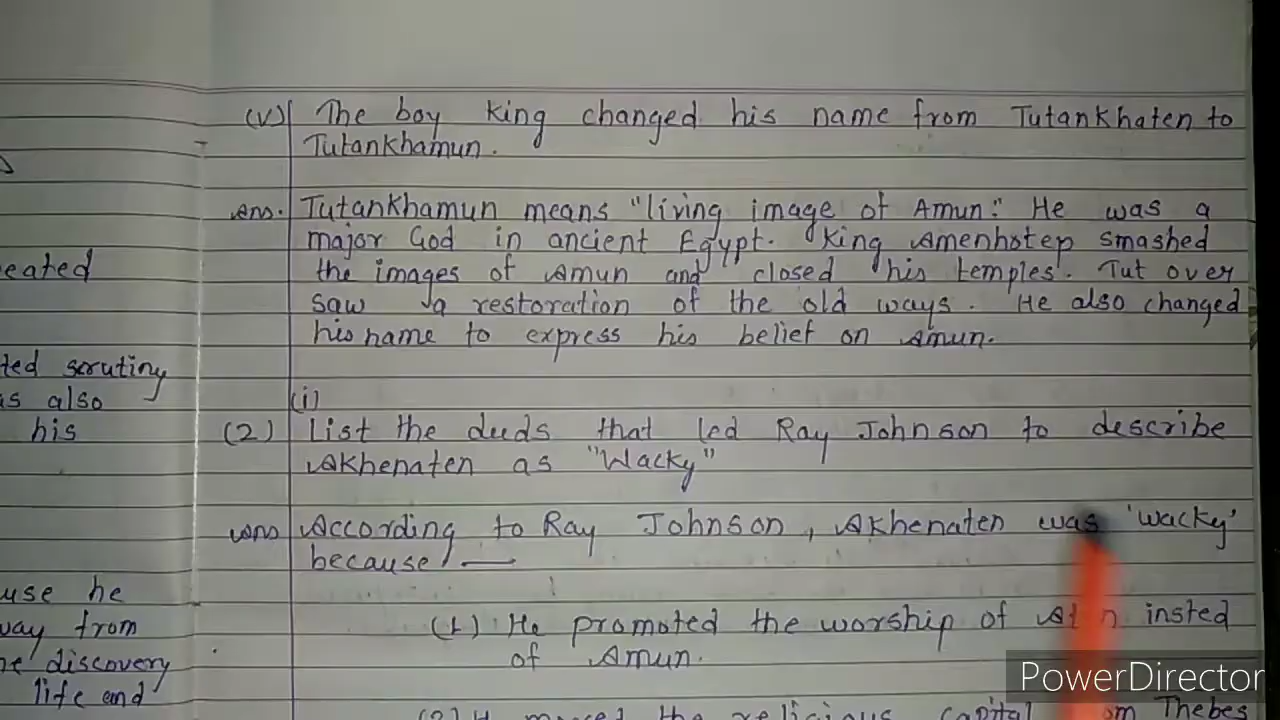 (v) The boy King changed his name from Tutankhaten to
Tutankhamun.
Ans. Tutankhamun means "living image of Amun." He was a
major God in ancient Egypt. King Amenhotep smashed
the images of Amun and closed his temples. Tut over
saw a restoration of the old ways. He also changed
his name to express his belief on Amun.
(i)
(2) List the deeds that led Ray Johnson to describe
Akhenaten as "Wacky"
Ans According to Ray Johnson, Akhenaten was 'wacky'
because —
(1) He promoted the worship of insted
of Amun.
the religious capital Thebes
eated
ted scrutiny
as also
his
use he
way from
he discovery
life and
PowerDirector